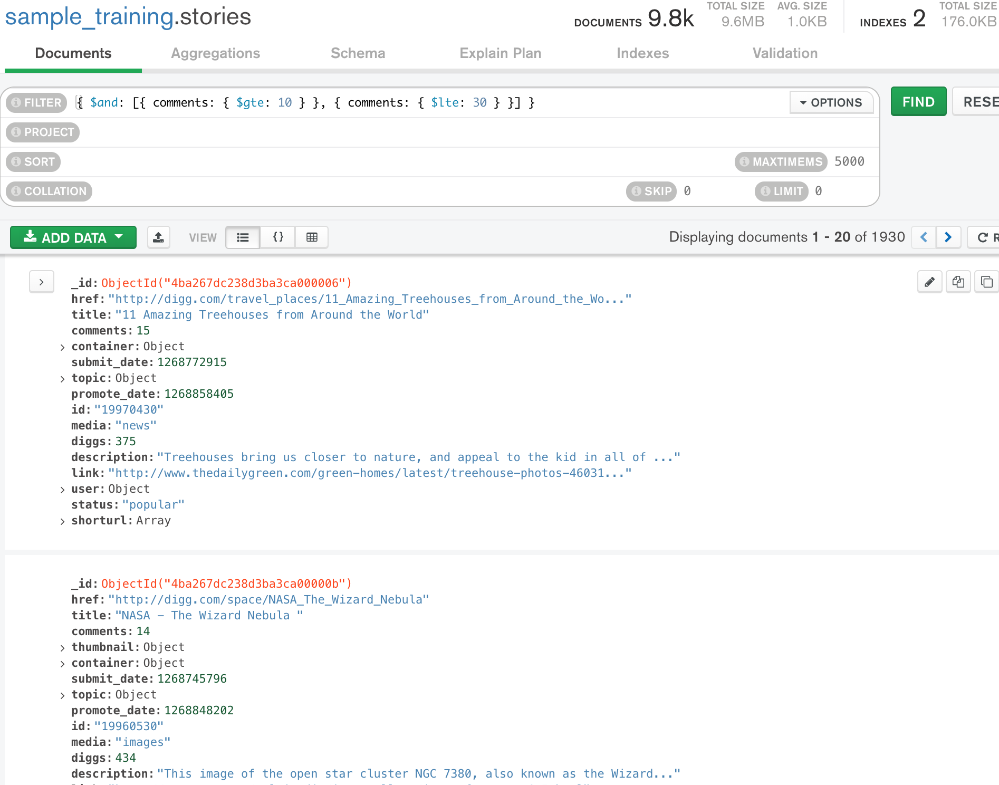 sample_training.stories
DOCUMENTS 9.8k TOTAL SIZE 9.6MB AVG. SIZE 1.0KB INDEXES 2 TOTAL SIZE 176.0KB
Documents Aggregations Schema Explain Plan Indexes Validation
FILTER { $and: [{ comments: { $gte: 10 } }, { comments: { $lte: 30 } }] } OPTIONS FIND RESE
PROJECT
SORT MAXTIMEMS 5000
COLLATION SKIP 0 LIMIT 0
ADD DATA VIEW {} Displaying documents 1 - 20 of 1930 R
_id: ObjectId("4ba267dc238d3ba3ca000006")
href: "http://digg.com/travel_places/11_Amazing_Treehouses_from_Around_the_Wo..."
title: "11 Amazing Treehouses from Around the World"
comments: 15
container: Object
submit_date: 1268772915
topic: Object
promote_date: 1268858405
id: "19970430"
media: "news"
diggs: 375
description: "Treehouses bring us closer to nature, and appeal to the kid in all of ..."
link: "http://www.thedailygreen.com/green-homes/latest/treehouse-photos-46031..."
user: Object
status: "popular"
shorturl: Array
_id: ObjectId("4ba267dc238d3ba3ca00000b")
href: "http://digg.com/space/NASA_The_Wizard_Nebula"
title: "NASA - The Wizard Nebula "
comments: 14
thumbnail: Object
container: Object
submit_date: 1268745796
topic: Object
promote_date: 1268848202
id: "19960530"
media: "images"
diggs: 434
description: "This image of the open star cluster NGC 7380, also known as the Wizard..."